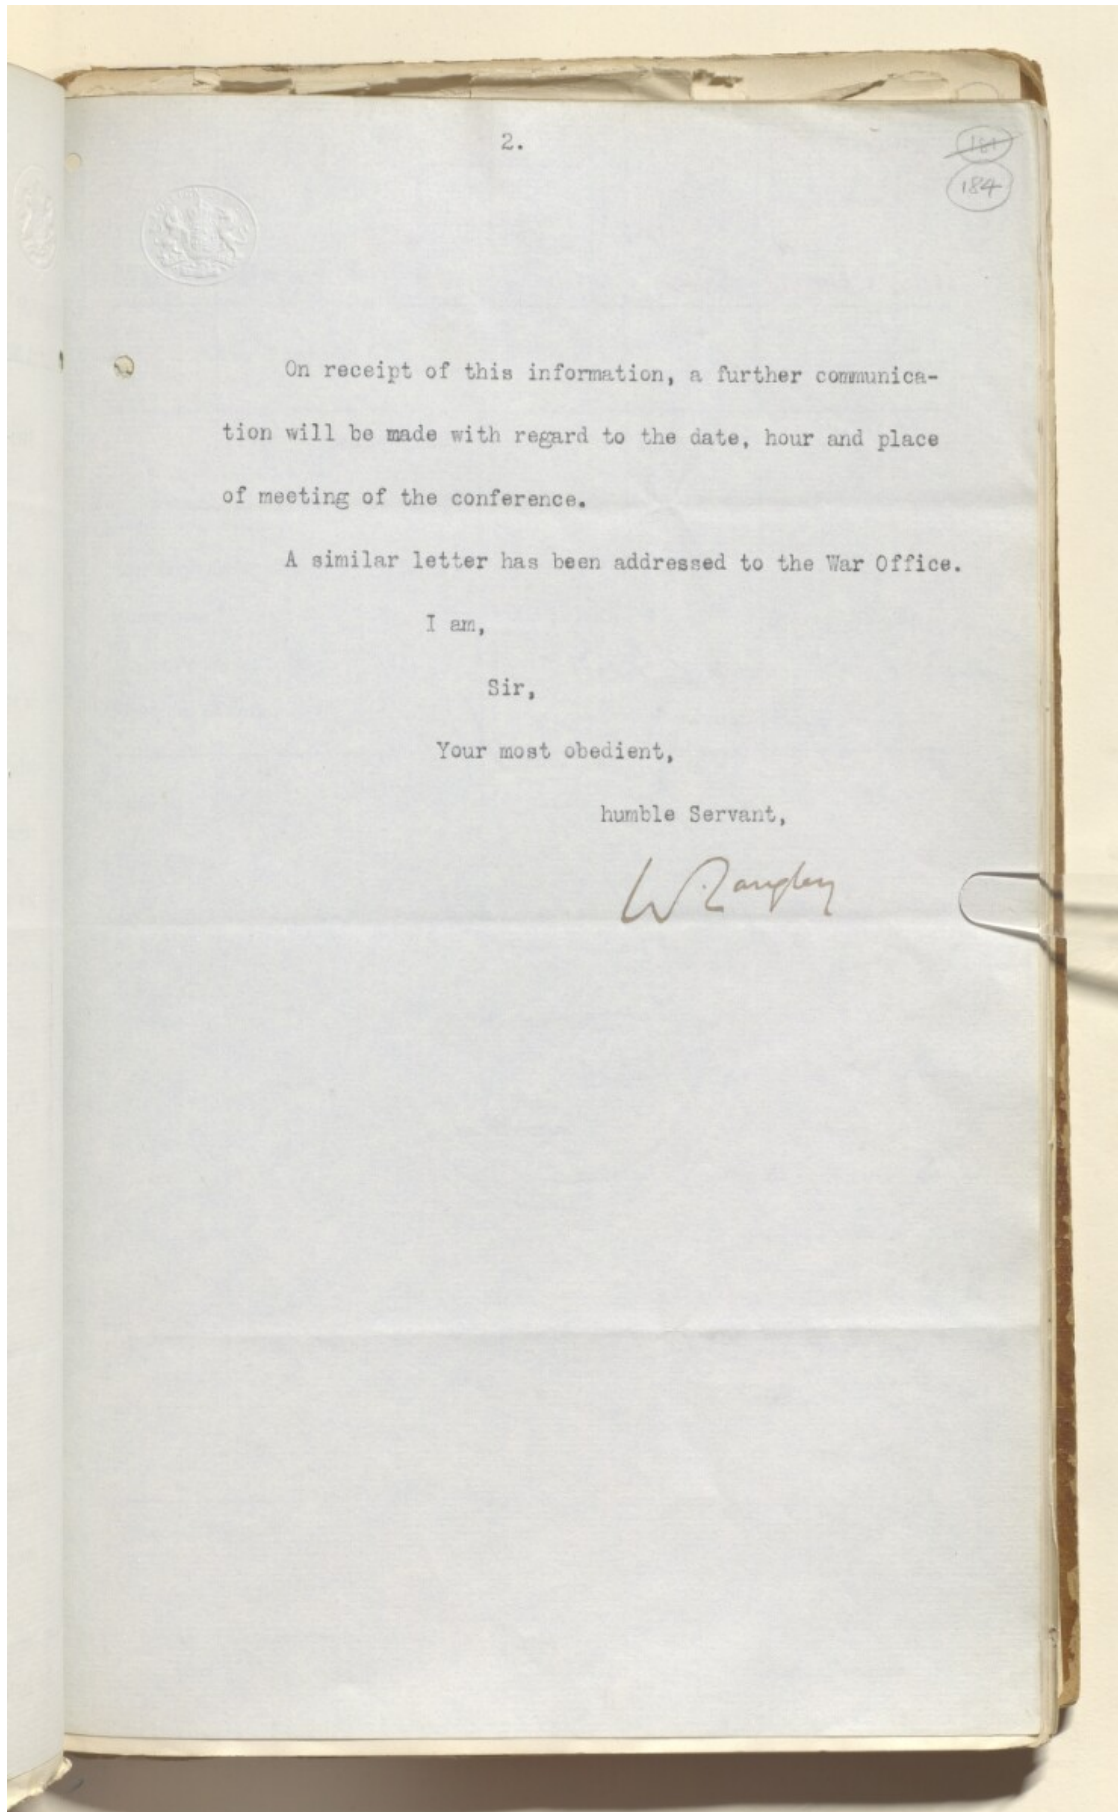 2.
184
On receipt of this information, a further communica-
tion will be made with regard to the date, hour and place
of meeting of the conference.
A similar letter has been addressed to the War Office.
I am,
Sir,
Your most obedient,
humble Servant,
W. Langley